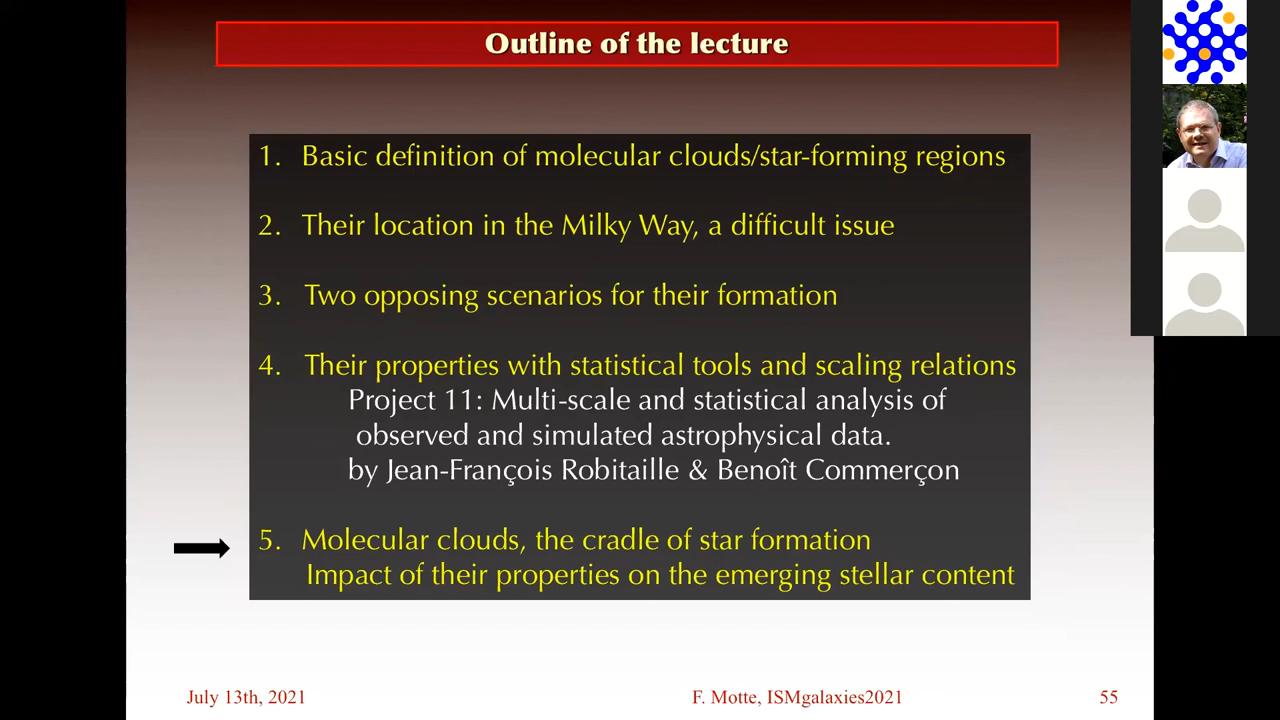 Outline of the lecture
1. Basic definition of molecular clouds/star-forming regions
2. Their location in the Milky Way, a difficult issue
3. Two opposing scenarios for their formation
4. Their properties with statistical tools and scaling relations
Project 11: Multi-scale and statistical analysis of
observed and simulated astrophysical data.
by Jean-François Robitaille & Benoît Commerçon
5. Molecular clouds, the cradle of star formation
Impact of their properties on the emerging stellar content
July 13th, 2021
F. Motte, ISMgalaxies2021
55